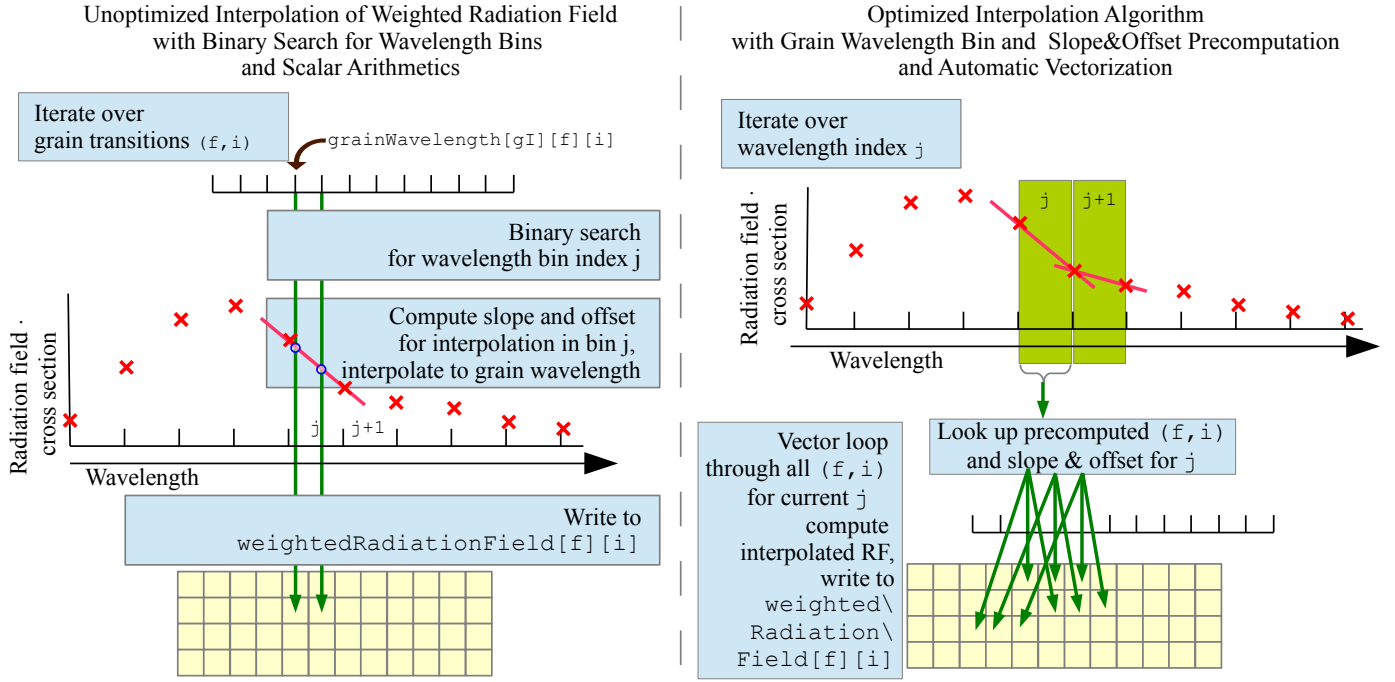 Unoptimized Interpolation of Weighted Radiation Field
with Binary Search for Wavelength Bins
and Scalar Arithmetics
Iterate over
grain transitions (f,i)
grainWavelength[gI][f][i]
Binary search
for wavelength bin index j
Compute slope and offset
for interpolation in bin j,
interpolate to grain wavelength
Radiation field ·
cross section
j
j+1
Wavelength
Write to
weightedRadiationField[f][i]
Optimized Interpolation Algorithm
with Grain Wavelength Bin and Slope&Offset Precomputation
and Automatic Vectorization
Iterate over
wavelength index j
Radiation field ·
cross section
j
j+1
Wavelength
Look up precomputed (f,i)
and slope & offset for j
Vector loop
through all (f,i)
for current j
compute
interpolated RF,
write to
weighted\
Radiation\
Field[f][i]